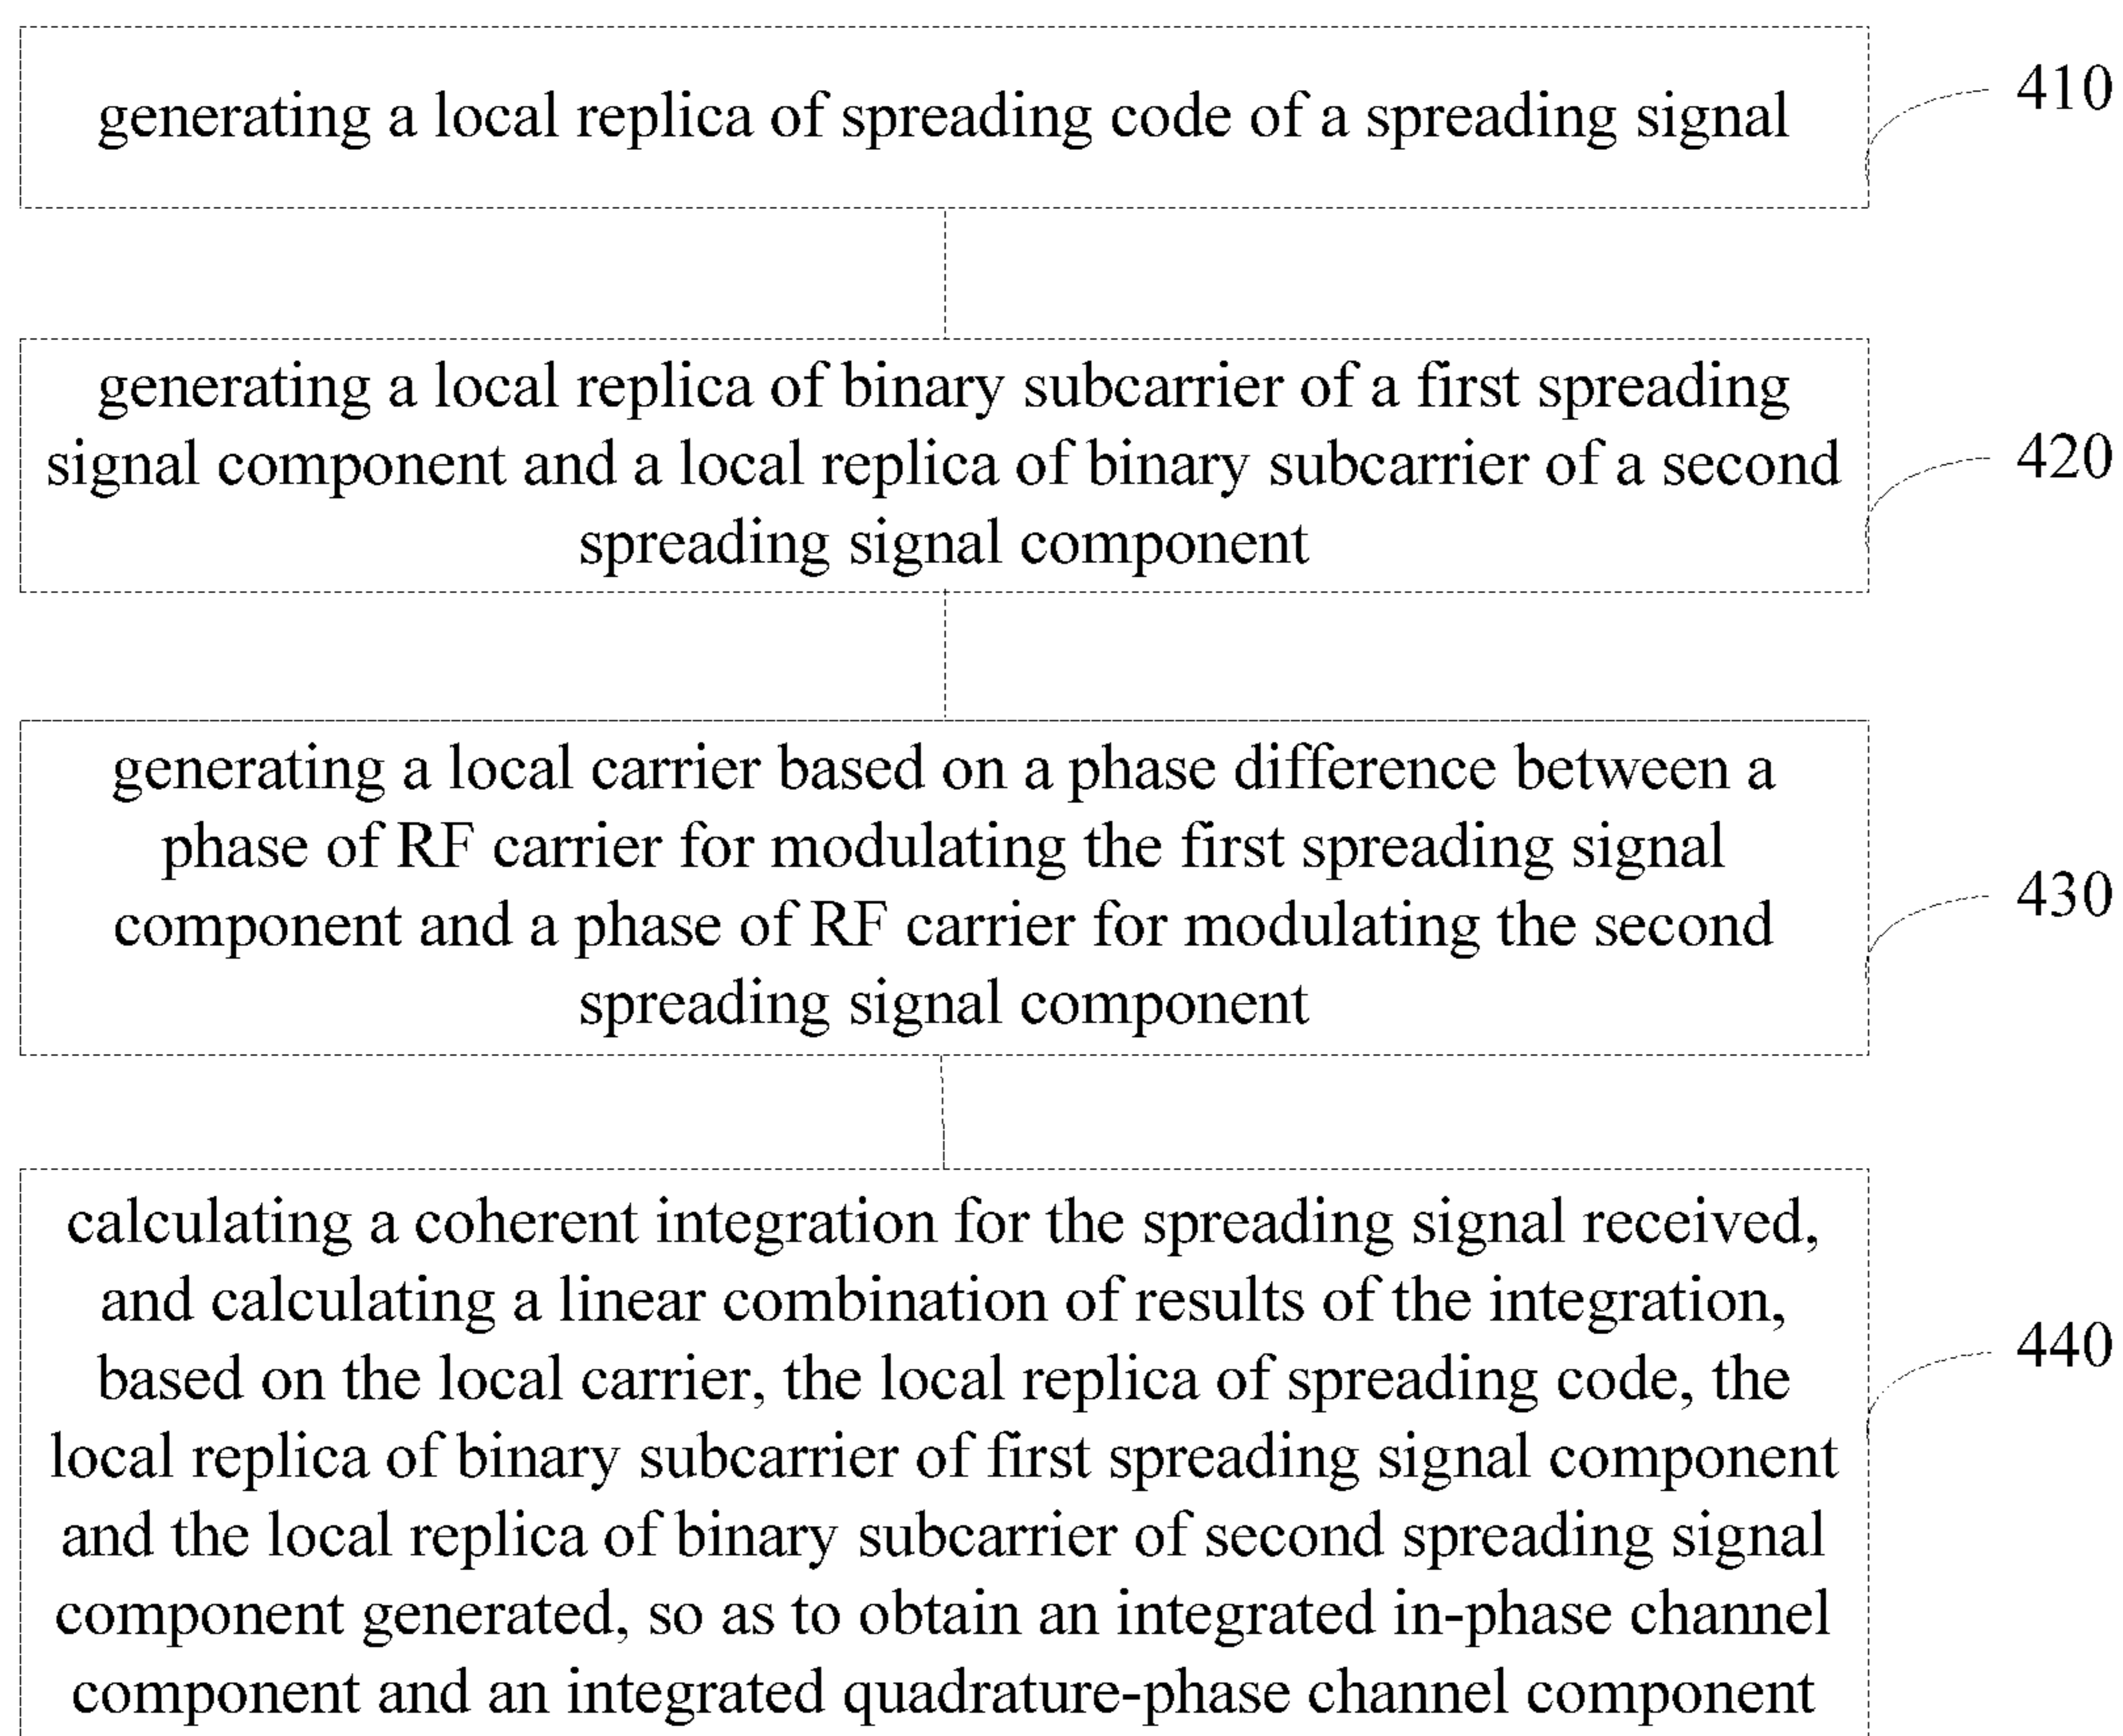 generating a local replica of spreading code of a spreading signal
410
generating a local replica of binary subcarrier of a first spreading
signal component and a local replica of binary subcarrier of a second
spreading signal component
420
generating a local carrier based on a phase difference between a
phase of RF carrier for modulating the first spreading signal
component and a phase of RF carrier for modulating the second
spreading signal component
430
calculating a coherent integration for the spreading signal received,
and calculating a linear combination of results of the integration,
based on the local carrier, the local replica of spreading code, the
local replica of binary subcarrier of first spreading signal component
and the local replica of binary subcarrier of second spreading signal
component generated, so as to obtain an integrated in-phase channel
component and an integrated quadrature-phase channel component
440